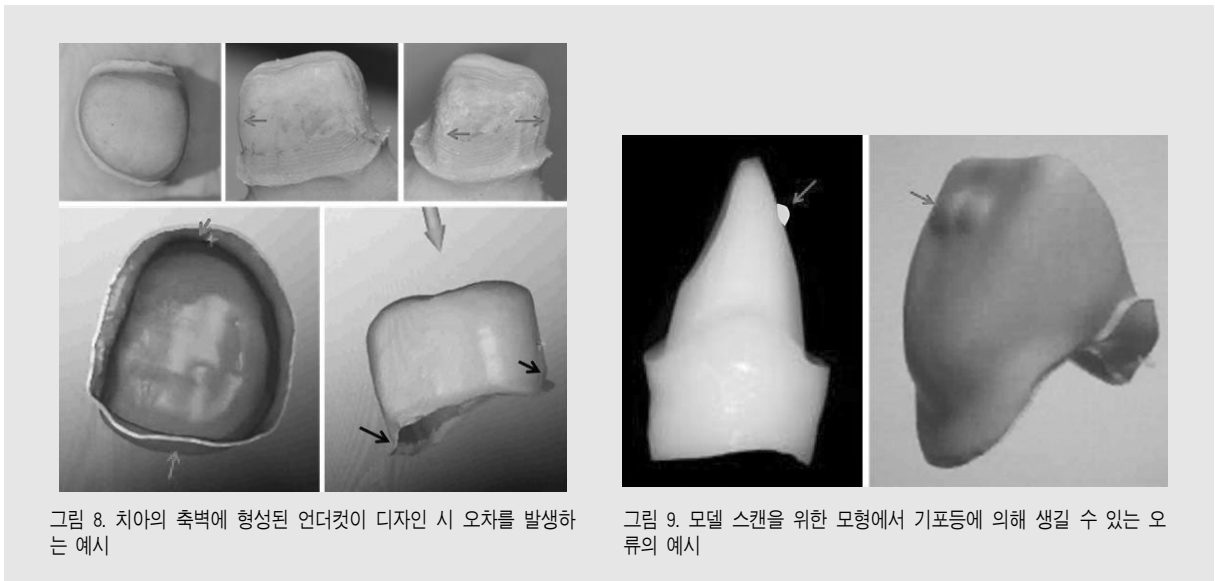 그림 8. 치아의 축벽에 형성된 언더컷이 디자인 시 오차를 발생하
는 예시
그림 9. 모델 스캔을 위한 모형에서 기포등에 의해 생길 수 있는 오
류의 예시